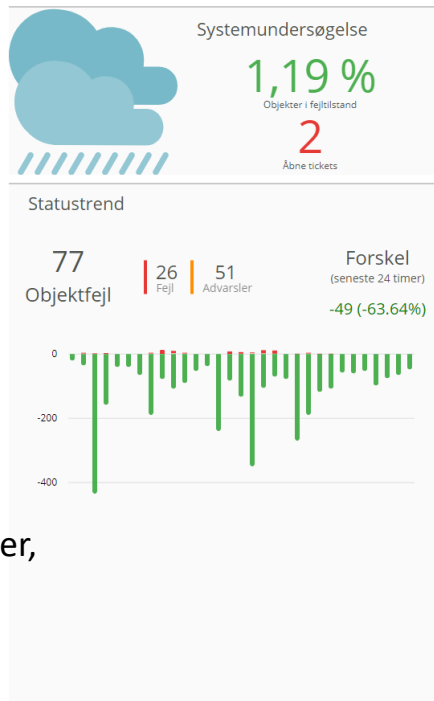 Systemundersøgelse
1,19 %
Objekter i fejltilstand
2
Åbne tickets
Statustrend
77
Objektfejl
26
Fejl
51
Advarsler
Forskel
(seneste 24 timer)
-49 (-63.64%)
0
-200
-400
er,